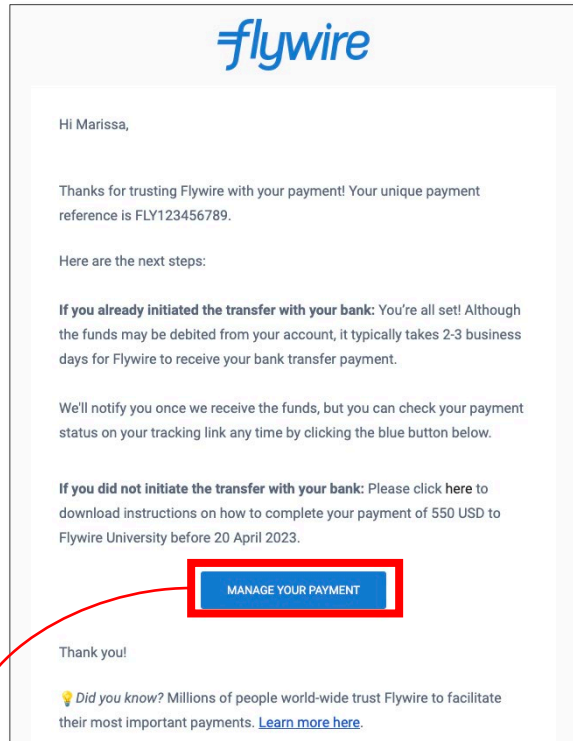 flywire
Hi Marissa,
Thanks for trusting Flywire with your payment! Your unique payment
reference is FLY123456789.
Here are the next steps:
If you already initiated the transfer with your bank: You’re all set! Although
the funds may be debited from your account, it typically takes 2-3 business
days for Flywire to receive your bank transfer payment.
We'll notify you once we receive the funds, but you can check your payment
status on your tracking link any time by clicking the blue button below.
If you did not initiate the transfer with your bank: Please click here to
download instructions on how to complete your payment of 550 USD to
Flywire University before 20 April 2023.
MANAGE YOUR PAYMENT
Thank you!
💡Did you know? Millions of people world-wide trust Flywire to facilitate
their most important payments. Learn more here.